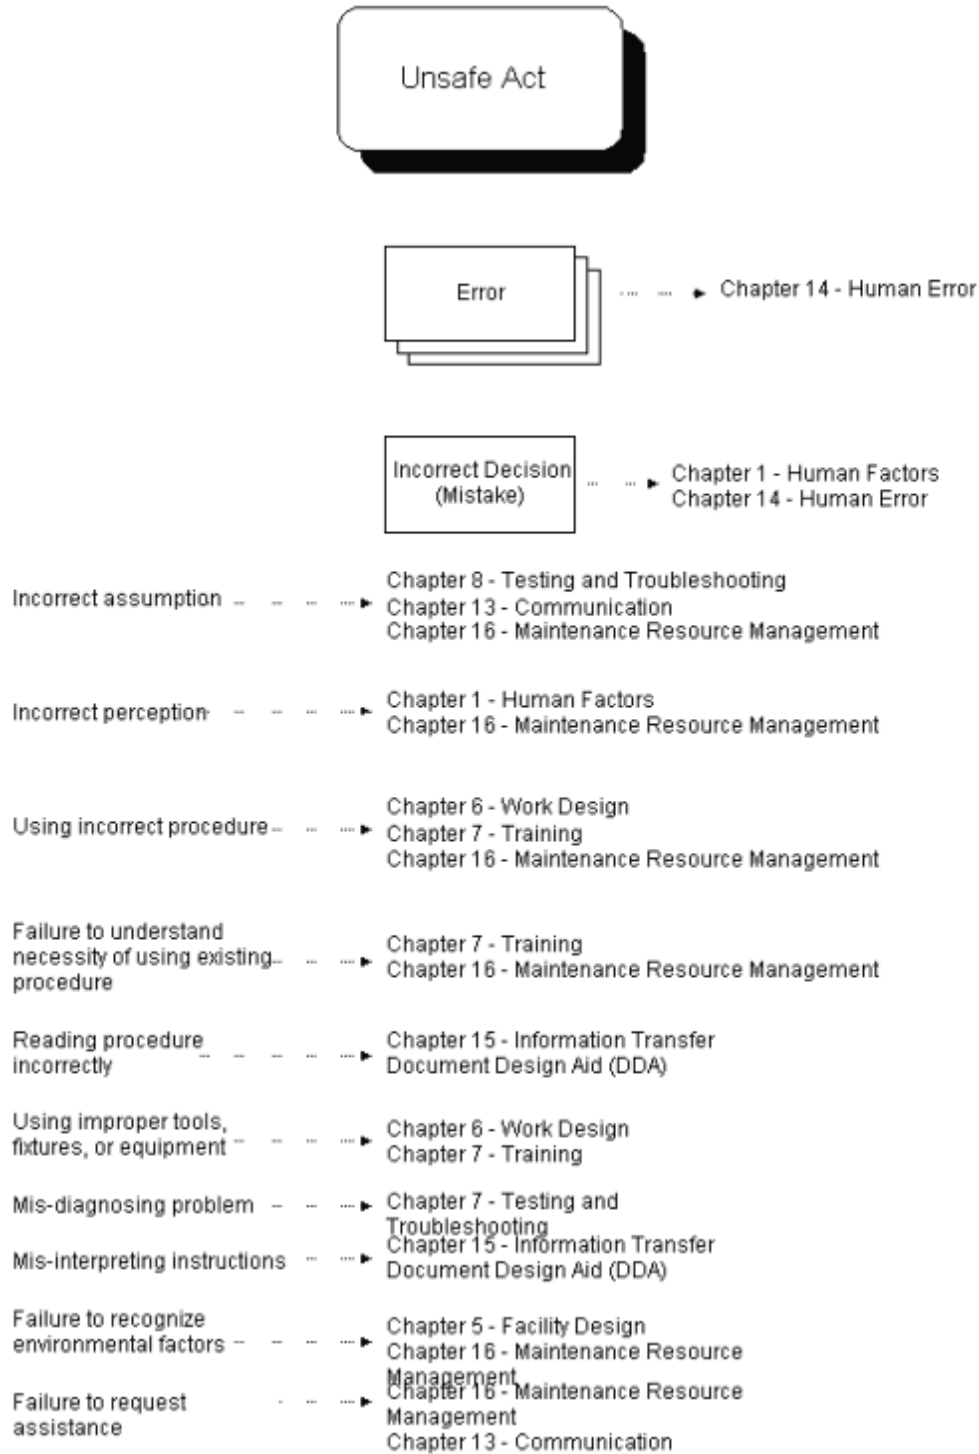 Unsafe Act
Error
Chapter 14 - Human Error
Incorrect Decision
(Mistake)
Chapter 1 - Human Factors
Chapter 14 - Human Error
Incorrect assumption
Chapter 8 - Testing and Troubleshooting
Chapter 13 - Communication
Chapter 16 - Maintenance Resource Management
Incorrect perception
Chapter 1 - Human Factors
Chapter 16 - Maintenance Resource Management
Using incorrect procedure
Chapter 6 - Work Design
Chapter 7 - Training
Chapter 16 - Maintenance Resource Management
Failure to understand
necessity of using existing
procedure
Chapter 7 - Training
Chapter 16 - Maintenance Resource Management
Reading procedure
incorrectly
Chapter 15 - Information Transfer
Document Design Aid (DDA)
Using improper tools,
fixtures, or equipment
Chapter 6 - Work Design
Chapter 7 - Training
Mis-diagnosing problem
Chapter 7 - Testing and
Troubleshooting
Mis-interpreting instructions
Chapter 15 - Information Transfer
Document Design Aid (DDA)
Failure to recognize
environmental factors
Chapter 5 - Facility Design
Chapter 16 - Maintenance Resource
Management
Failure to request
assistance
Chapter 16 - Maintenance Resource
Management
Chapter 13 - Communication